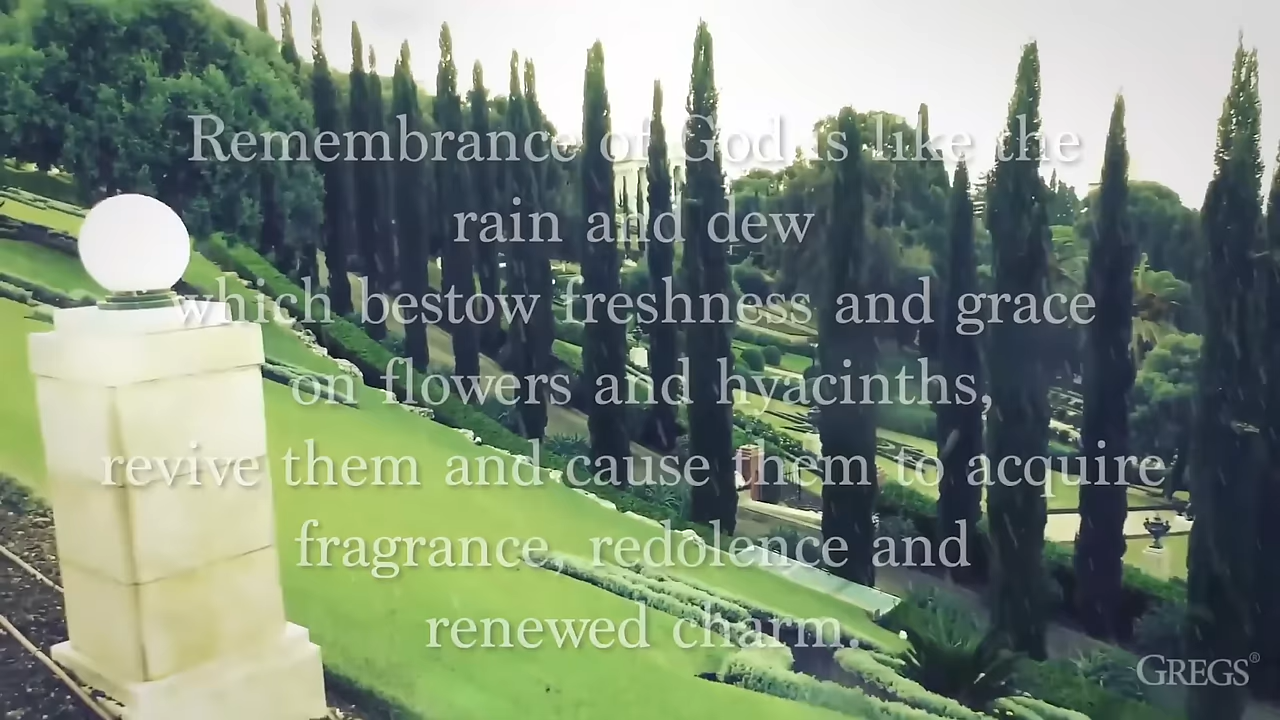 Remembrance of God is like the
rain and dew
which bestow freshness and grace
on flowers and hyacinths,
revive them and cause them to acquire
fragrance, redolence and
renewed charm.
GREGS®